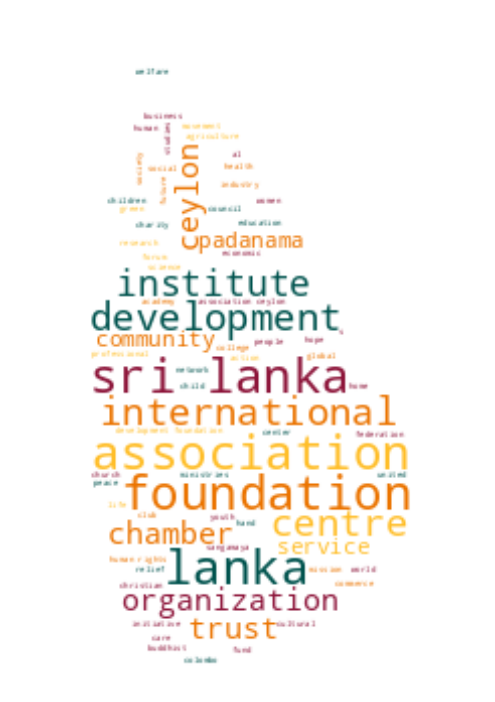 welfare
business
human
studies
movement
agriculture
society
social
future
ceylon
al
health
industry
children
green
women
council
charity
education
padanama
research
economic
forum
science
institute
academy
association ceylon
development
community
people
hope
professional
college
action
global
sri lanka
network
child
home
international
development foundation
center
federation
association
church
ministries
united
peace
foundation
life
club
youth
hand
centre
chamber
service
sangamaya
human rights
relief
lanka
mission
world
christian
commerce
organization
initiative
trust
cultural
care
buddhist
fund
colombo